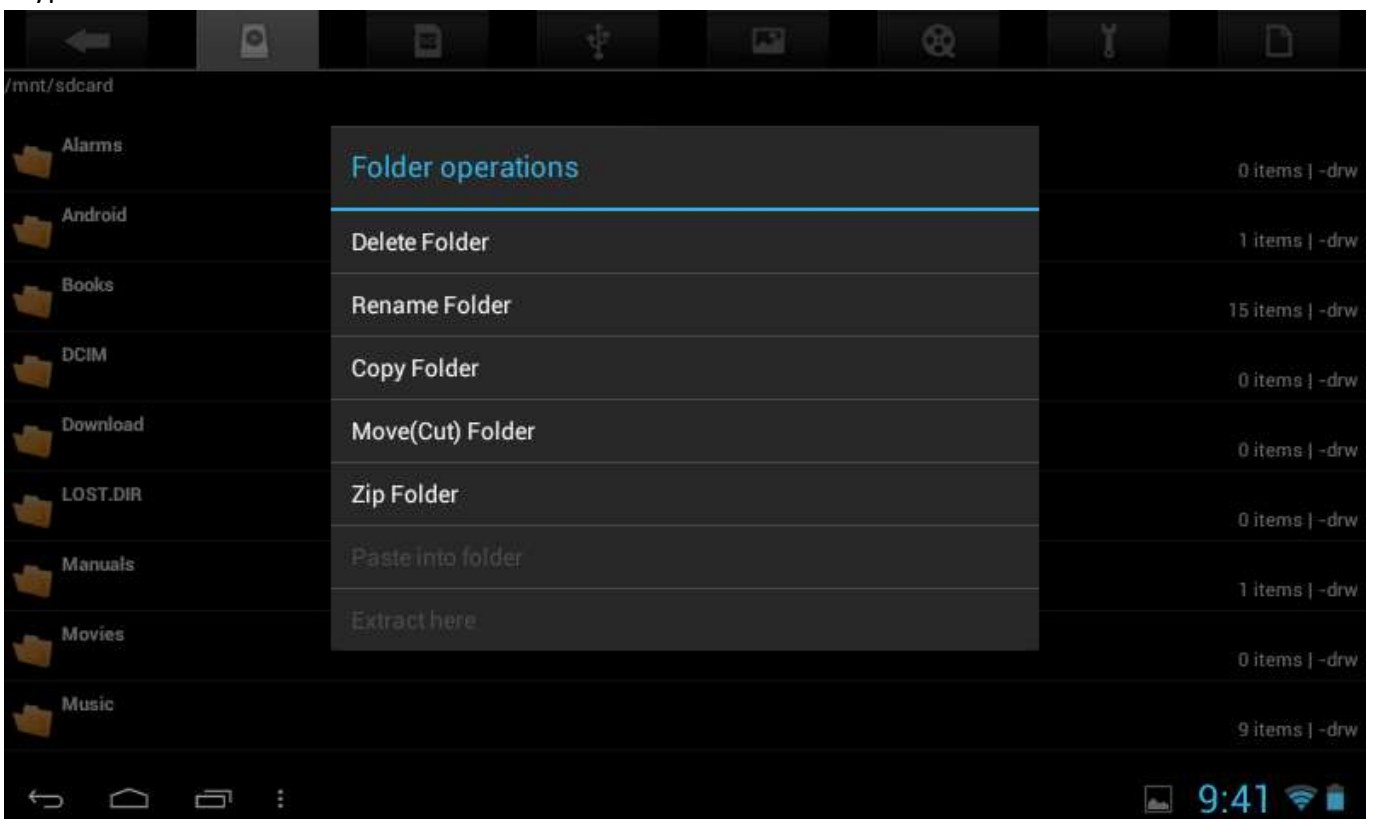 /mnt/sdcard
Alarms
0 items | -drw
Android
1 items | -drw
Books
15 items | -drw
DCIM
0 items | -drw
Download
0 items | -drw
LOST.DIR
0 items | -drw
Manuals
1 items | -drw
Movies
0 items | -drw
Music
9 items | -drw
Folder operations
Delete Folder
Rename Folder
Copy Folder
Move(Cut) Folder
Zip Folder
Paste into folder
Extract here
9:41